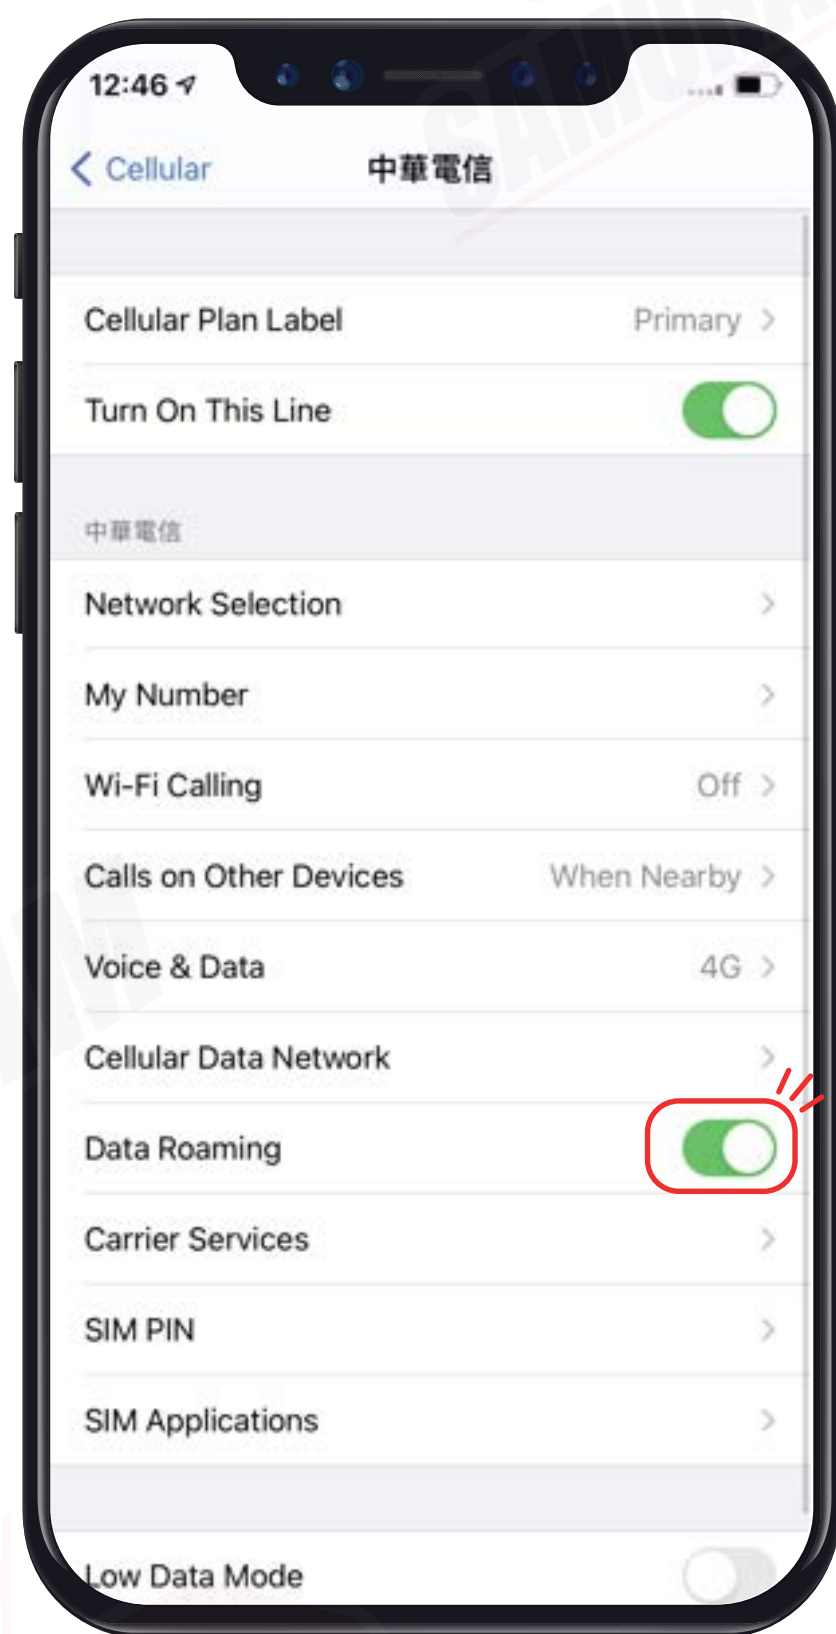 12:46
Cellular
中華電信
Cellular Plan Label
Primary
Turn On This Line
中華電信
Network Selection
My Number
Wi-Fi Calling
Off
Calls on Other Devices
When Nearby
Voice & Data
4G
Cellular Data Network
Data Roaming
Carrier Services
SIM PIN
SIM Applications
Low Data Mode